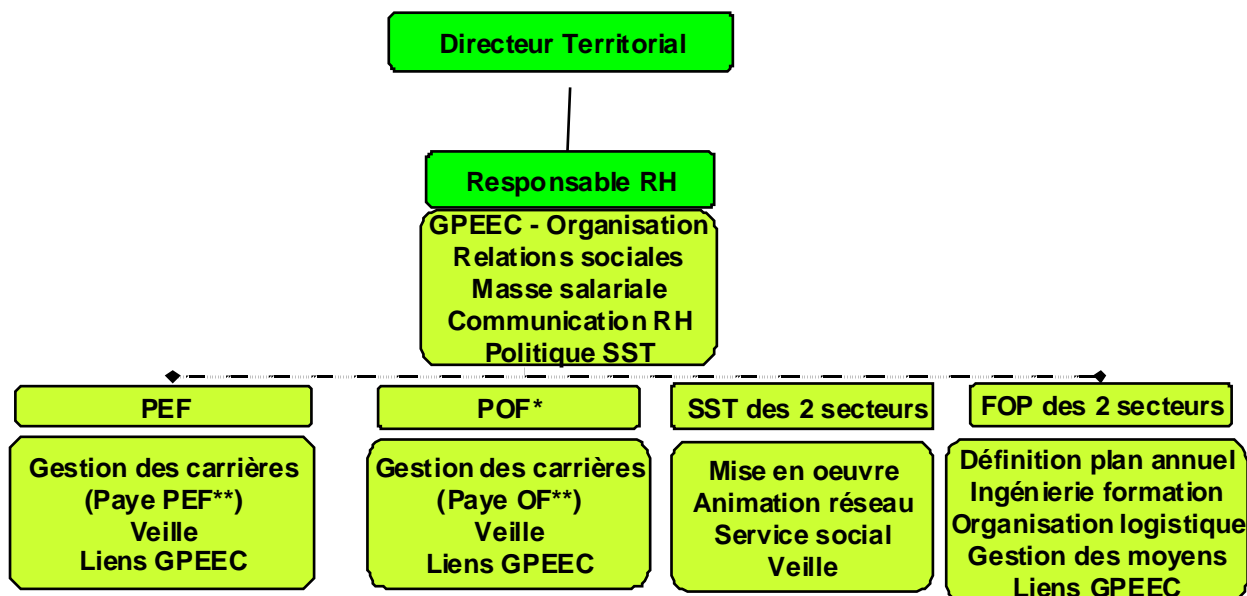 Directeur Territorial
Responsable RH
GPEEC - Organisation
Relations sociales
Masse salariale
Communication RH
Politique SST
PEF
Gestion des carrières
(Paye PEF**)
Veille
Liens GPEEC
POF*
Gestion des carrières
(Paye OF**)
Veille
Liens GPEEC
SST des 2 secteurs
Mise en oeuvre
Animation réseau
Service social
Veille
FOP des 2 secteurs
Définition plan annuel
Ingénierie formation
Organisation logistique
Gestion des moyens
Liens GPEEC